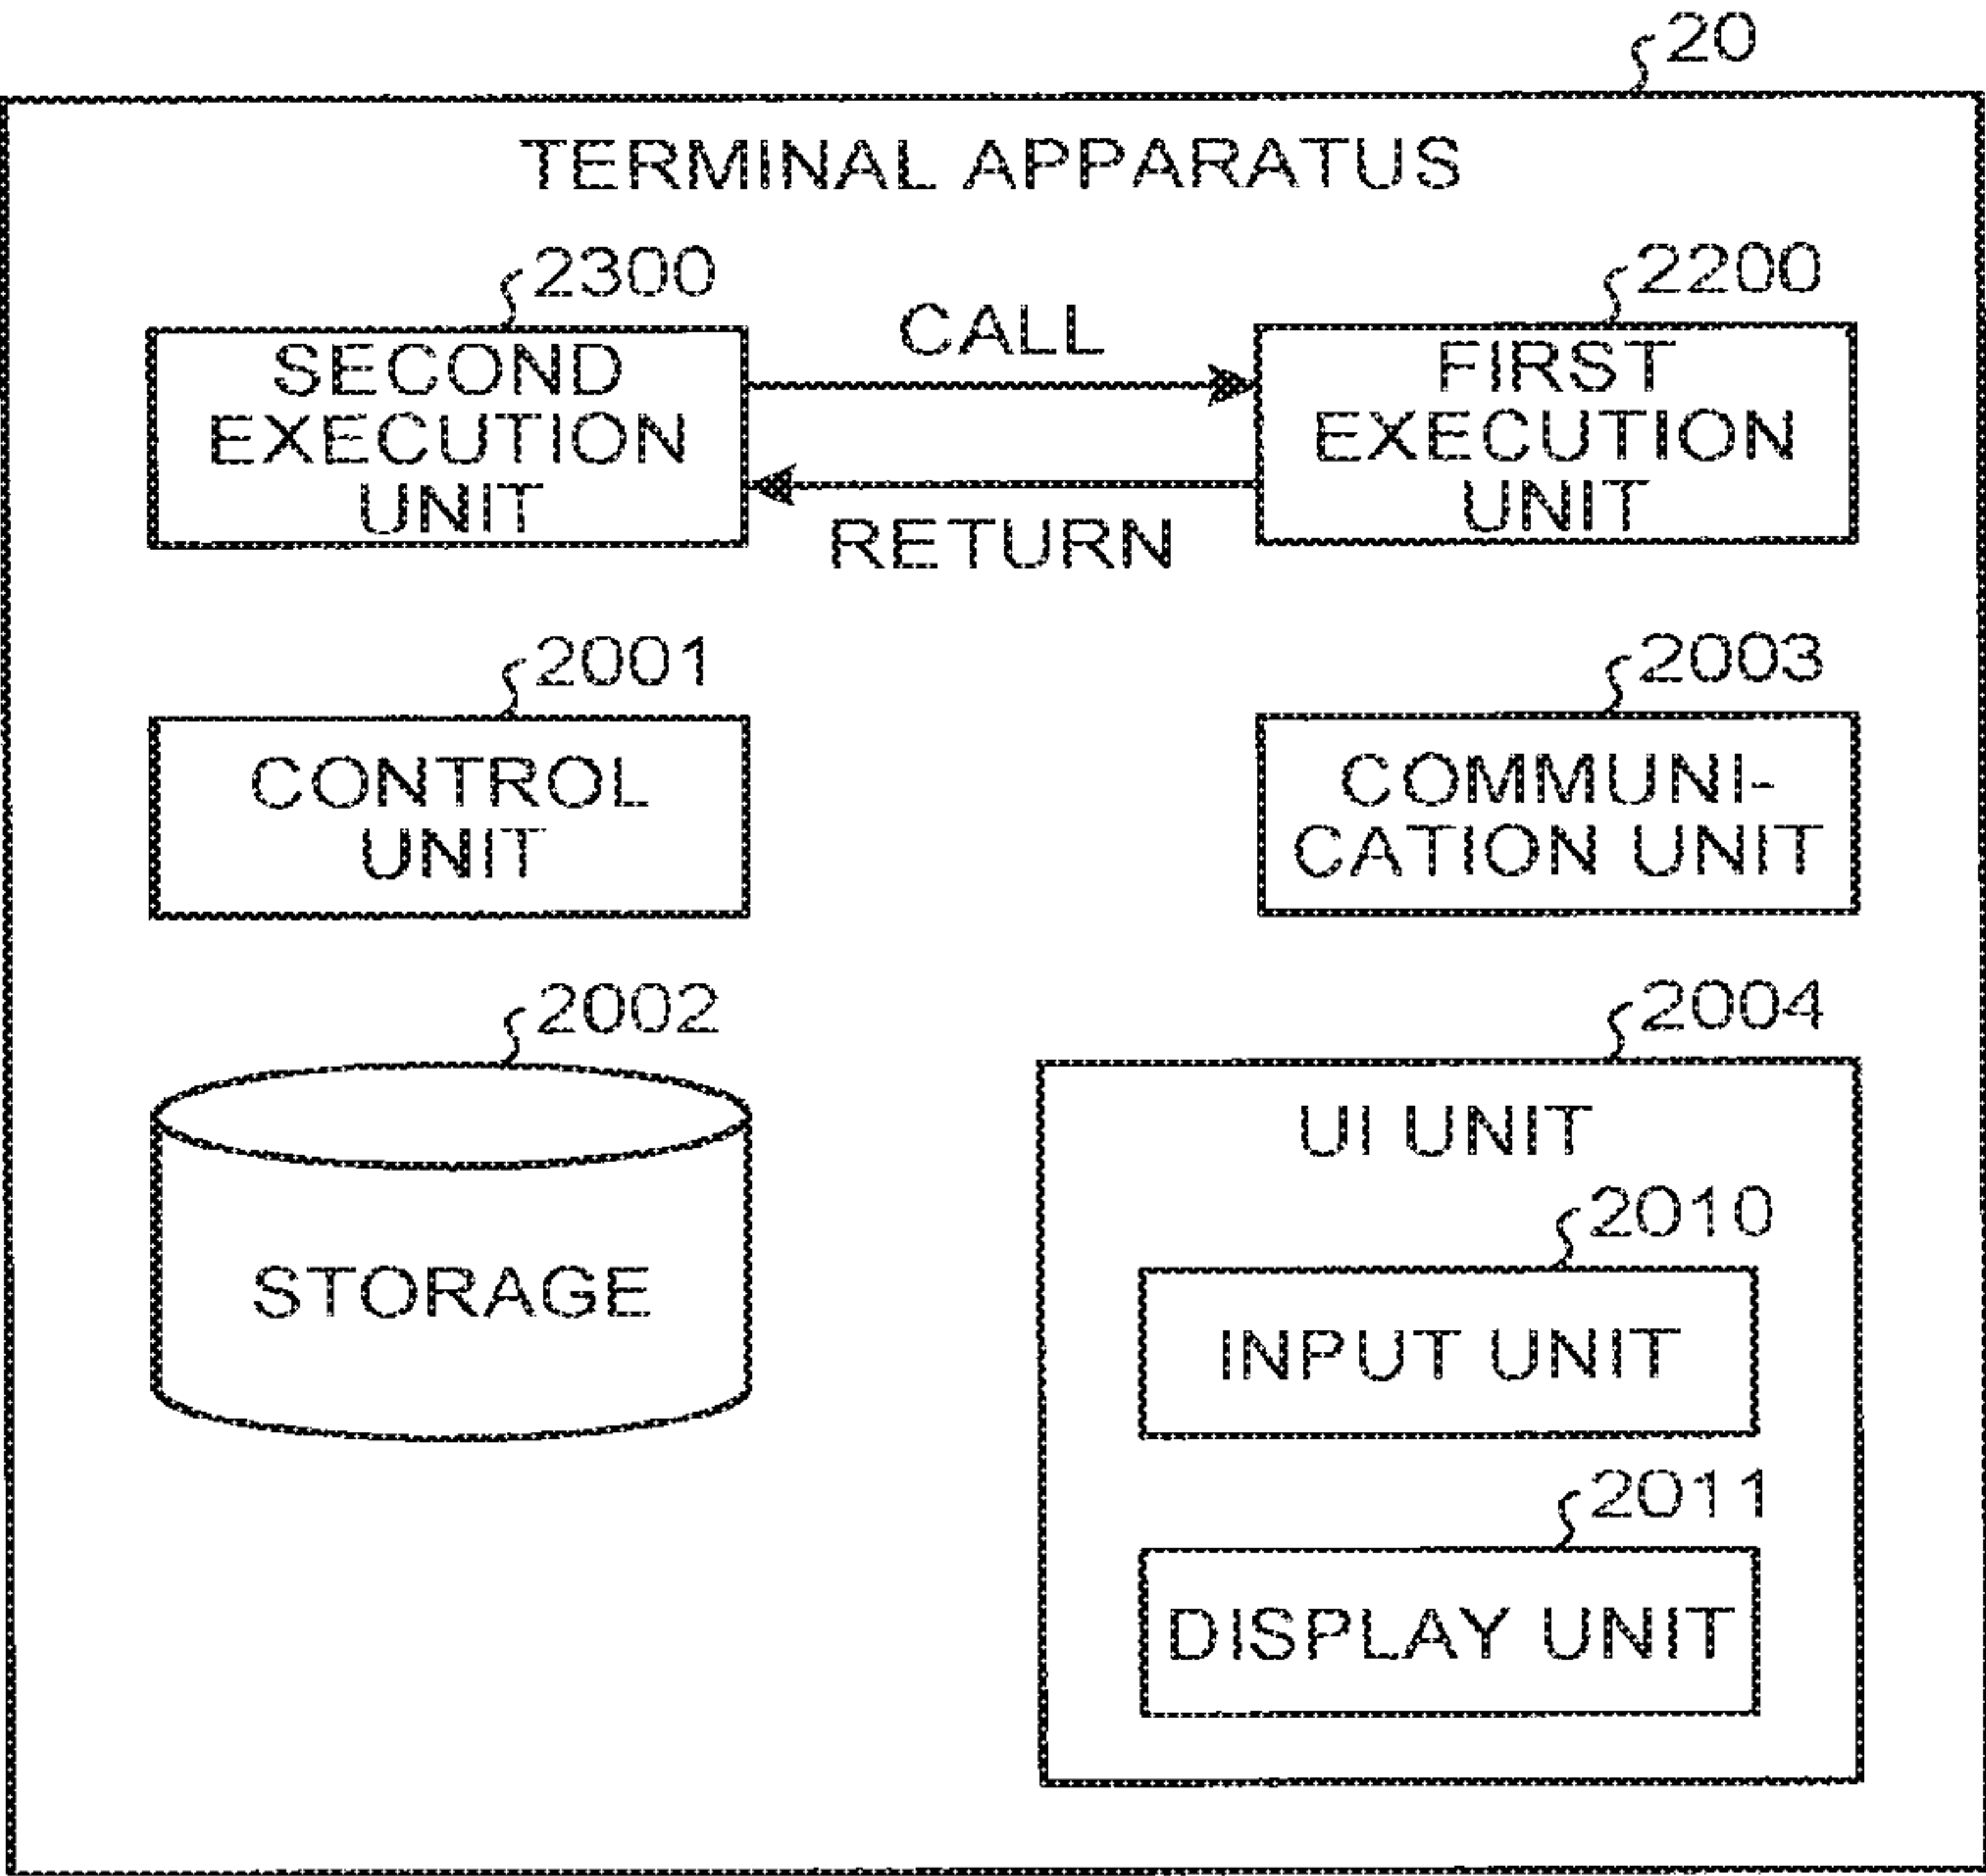 20
TERMINAL APPARATUS
2300
2200
SECOND
EXECUTION
UNIT
CALL
RETURN
FIRST
EXECUTION
UNIT
2001
2003
CONTROL
UNIT
COMMUNI-
CATION UNIT
2002
2004
STORAGE
UI UNIT
2010
INPUT UNIT
2011
DISPLAY UNIT